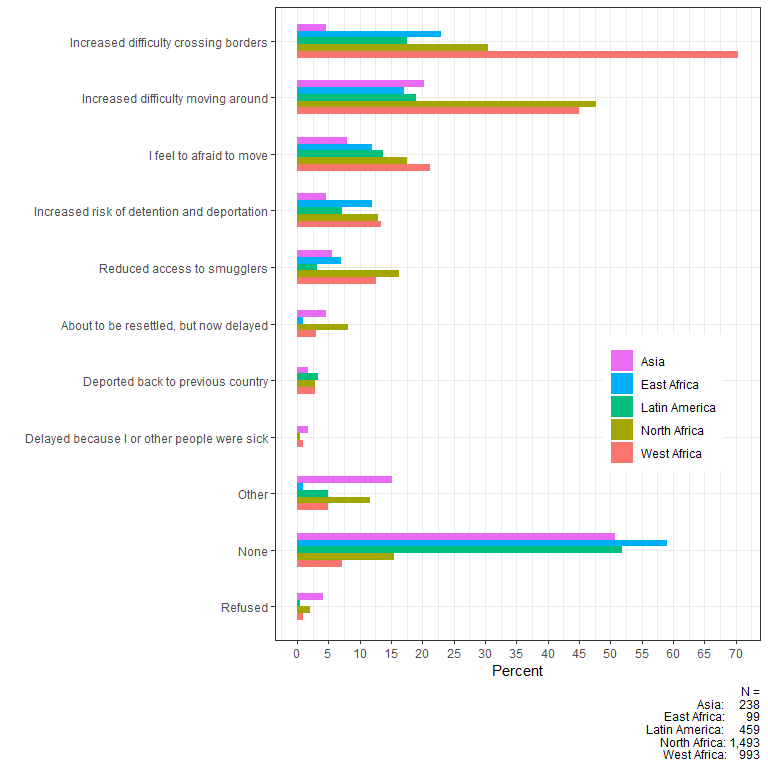 Increased difficulty crossing borders
Increased difficulty moving around
I feel to afraid to move
Increased risk of detention and deportation
Reduced access to smugglers
About to be resettled, but now delayed
Deported back to previous country
Delayed because I or other people were sick
Other
None
Refused
Asia
East Africa
Latin America
North Africa
West Africa
0 5 10 15 20 25 30 35 40 45 50 55 60 65 70
Percent
N =
Asia: 238
East Africa: 99
Latin America: 459
North Africa: 1,493
West Africa: 993